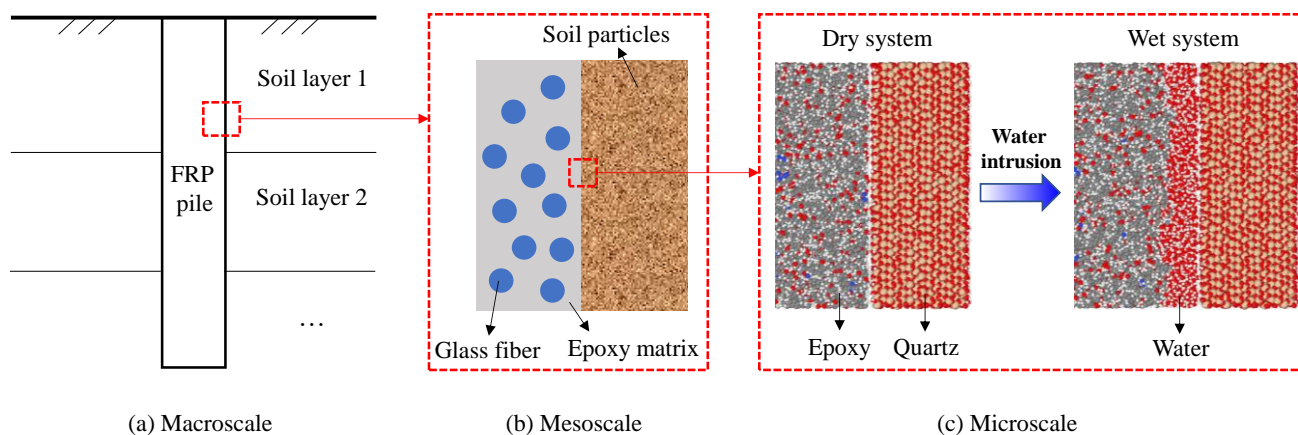 Soil layer 1
FRP
pile
Soil layer 2
…
(a) Macroscale
Soil particles
Glass fiber
Epoxy matrix
(b) Mesoscale
Dry system
Wet system
Water
intrusion
Epoxy
Quartz
Water
(c) Microscale